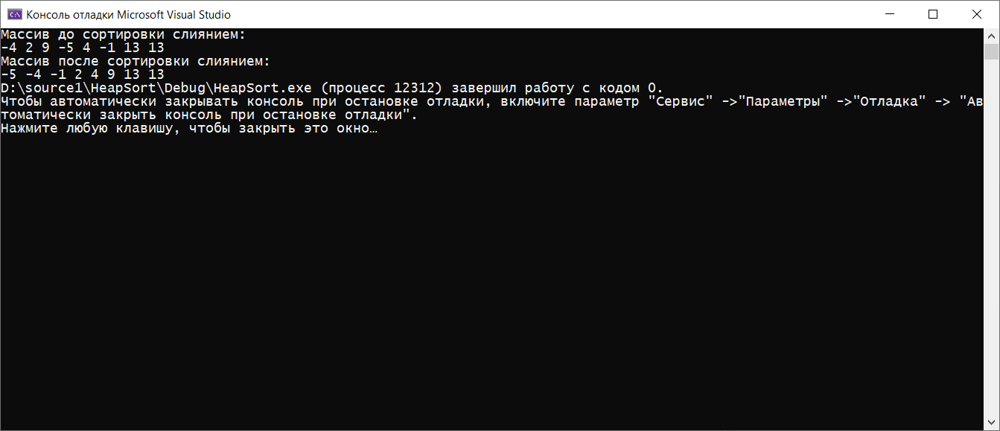 Консоль отладки Microsoft Visual Studio
Массив до сортировки слиянием:
-4 2 9 -5 4 -1 13 13
Массив после сортировки слиянием:
-5 -4 -1 2 4 9 13 13
D:\source1\HeapSort\Debug\HeapSort.exe (процесс 12312) завершил работу с кодом 0.
Чтобы автоматически закрывать консоль при остановке отладки, включите параметр "Сервис" ->"Параметры" ->"Отладка" -> "Ав
томатически закрыть консоль при остановке отладки".
Нажмите любую клавишу, чтобы закрыть это окно…